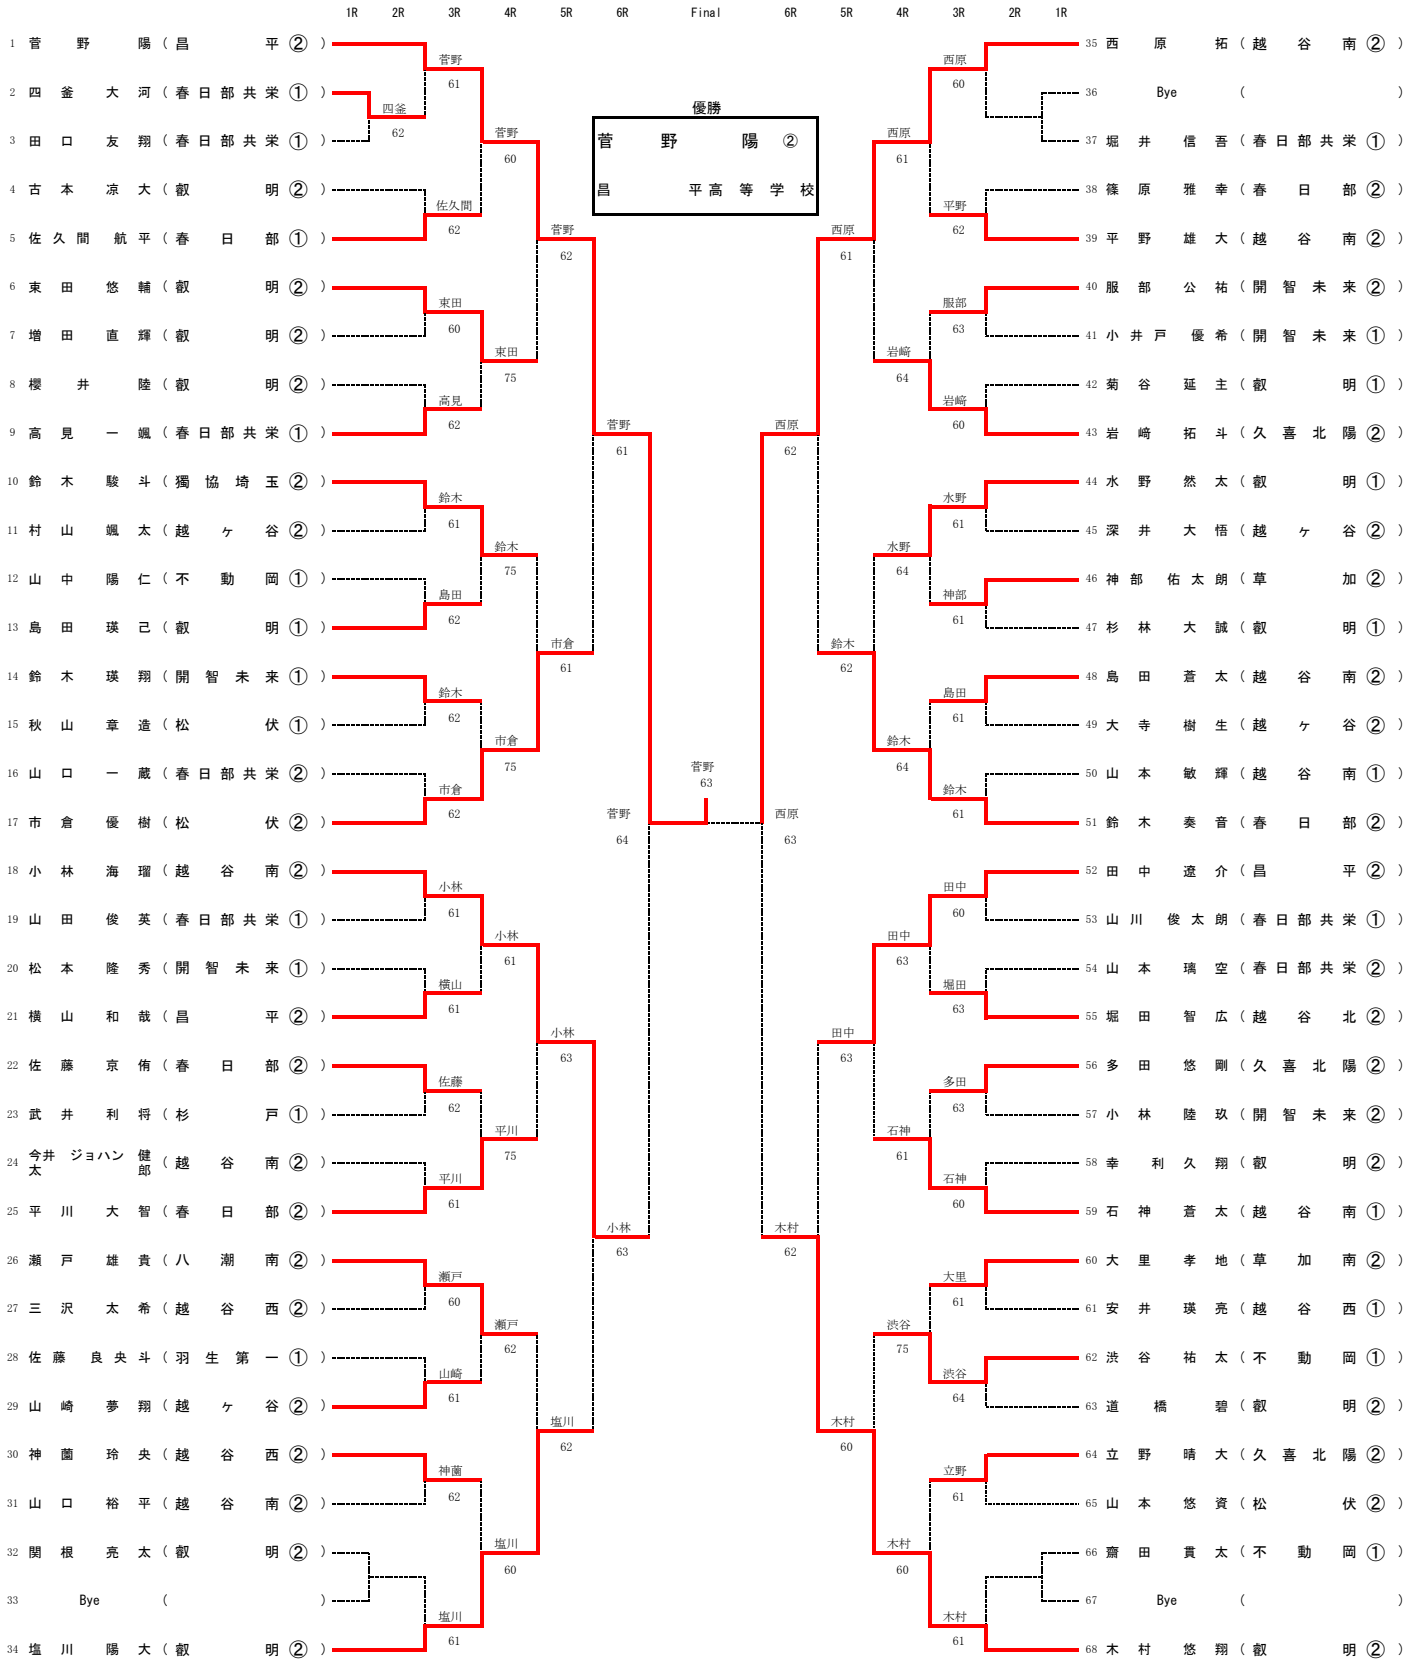 1R 2R 3R 4R 5R 6R Final 6R 5R 4R 3R 2R 1R
優勝
菅野 陽 ②
昌平高等学校
1 菅野 陽 ( 昌平 ② )
2 四釜 大河 ( 春日部共栄 ① )
3 田口 友翔 ( 春日部共栄 ① )
4 古本 凉大 ( 叡明 ② )
5 佐久間 航平 ( 春日部 ① )
6 東田 悠輔 ( 叡明 ② )
7 増田 直輝 ( 叡明 ② )
8 櫻井 陸 ( 叡明 ② )
9 高見 一颯 ( 春日部共栄 ① )
10 鈴木 駿斗 ( 獨協埼玉 ② )
11 村山 颯太 ( 越ヶ谷 ② )
12 山中 陽仁 ( 不動岡 ① )
13 島田 瑛己 ( 叡明 ① )
14 鈴木 瑛翔 ( 開智未来 ① )
15 秋山 章造 ( 松伏 ① )
16 山口 一蔵 ( 春日部共栄 ② )
17 市倉 優樹 ( 松伏 ② )
18 小林 海瑠 ( 越谷南 ② )
19 山田 俊英 ( 春日部共栄 ① )
20 松本 隆秀 ( 開智未来 ① )
21 横山 和哉 ( 昌平 ② )
22 佐藤 京侑 ( 春日部 ② )
23 武井 利将 ( 杉戸 ① )
24 今井 ジョハン 健太郎 ( 越谷南 ② )
25 平川 大智 ( 春日部 ② )
26 瀬戸 雄貴 ( 八潮南 ② )
27 三沢 太希 ( 越谷西 ② )
28 佐藤 良央斗 ( 羽生第一 ① )
29 山崎 夢翔 ( 越ヶ谷 ② )
30 神薗 玲央 ( 越谷西 ② )
31 山口 裕平 ( 越谷南 ② )
32 関根 亮太 ( 叡明 ② )
33 Bye ( )
34 塩川 陽大 ( 叡明 ② )
四釜
62
菅野
61
佐久間
62
東田
60
高見
62
鈴木
61
島田
62
鈴木
62
市倉
62
小林
61
横山
61
佐藤
62
平川
61
瀬戸
60
山崎
61
神薗
62
塩川
61
菅野
60
東田
75
鈴木
75
市倉
75
小林
61
平川
75
瀬戸
62
塩川
60
菅野
62
市倉
61
小林
63
塩川
62
菅野
61
小林
63
菅野
64
菅野
63
西原
63
西原
62
木村
62
西原
61
鈴木
62
田中
63
木村
60
西原
61
岩﨑
64
水野
64
鈴木
64
田中
63
石神
61
渋谷
75
木村
60
西原
60
平野
62
服部
63
岩﨑
60
水野
61
神部
61
島田
61
鈴木
61
田中
60
堀田
63
多田
63
石神
60
大里
61
渋谷
64
立野
61
木村
61
35 西原 拓 ( 越谷南 ② )
36 Bye ( )
37 堀井 信吾 ( 春日部共栄 ① )
38 篠原 雅幸 ( 春日部 ② )
39 平野 雄大 ( 越谷南 ② )
40 服部 公祐 ( 開智未来 ② )
41 小井戸 優希 ( 開智未来 ① )
42 菊谷 延主 ( 叡明 ① )
43 岩﨑 拓斗 ( 久喜北陽 ② )
44 水野 然太 ( 叡明 ① )
45 深井 大悟 ( 越ヶ谷 ② )
46 神部 佑太朗 ( 草加 ② )
47 杉林 大誠 ( 叡明 ① )
48 島田 蒼太 ( 越谷南 ② )
49 大寺 樹生 ( 越ヶ谷 ② )
50 山本 敏輝 ( 越谷南 ① )
51 鈴木 奏音 ( 春日部 ② )
52 田中 遼介 ( 昌平 ② )
53 山川 俊太朗 ( 春日部共栄 ① )
54 山本 璃空 ( 春日部共栄 ② )
55 堀田 智広 ( 越谷北 ② )
56 多田 悠剛 ( 久喜北陽 ② )
57 小林 陸玖 ( 開智未来 ② )
58 幸 利久翔 ( 叡明 ② )
59 石神 蒼太 ( 越谷南 ① )
60 大里 孝地 ( 草加南 ② )
61 安井 瑛亮 ( 越谷西 ① )
62 渋谷 祐太 ( 不動岡 ① )
63 道橋 碧 ( 叡明 ② )
64 立野 晴大 ( 久喜北陽 ② )
65 山本 悠資 ( 松伏 ② )
66 齋田 貫太 ( 不動岡 ① )
67 Bye ( )
68 木村 悠翔 ( 叡明 ② )